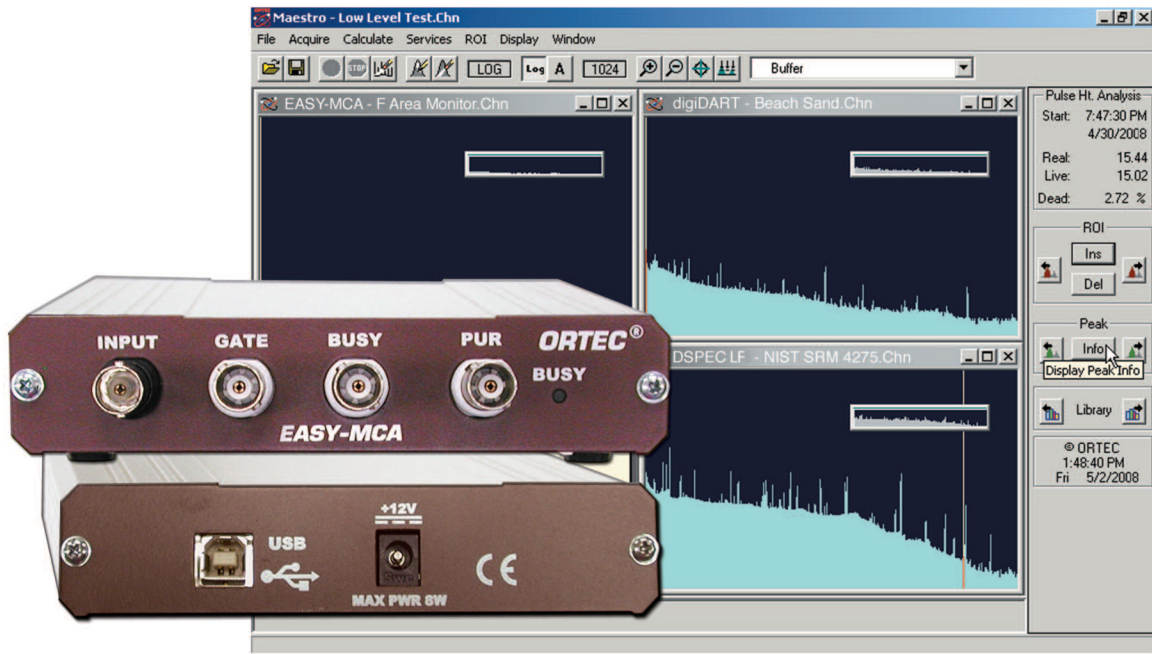 Maestro - Low Level Test.Chn
File Acquire Calculate Services ROI Display Window
STOP LOG Log A 1024 Buffer
EASY-MCA - F Area Monitor.Chn
digiDART - Beach Sand.Chn
DSPEC LF - NIST SRM 4275.Chn
Pulse Ht. Analysis
Start: 7:47:30 PM
4/30/2008
Real: 15.44
Live: 15.02
Dead: 2.72 %
ROI
Ins
Del
Peak
Info
Display Peak Info
Library
© ORTEC
1:48:40 PM
Fri 5/2/2008
INPUT GATE BUSY PUR ORTEC®
BUSY
EASY-MCA
+12V
USB
CE
MAX PWR 8W